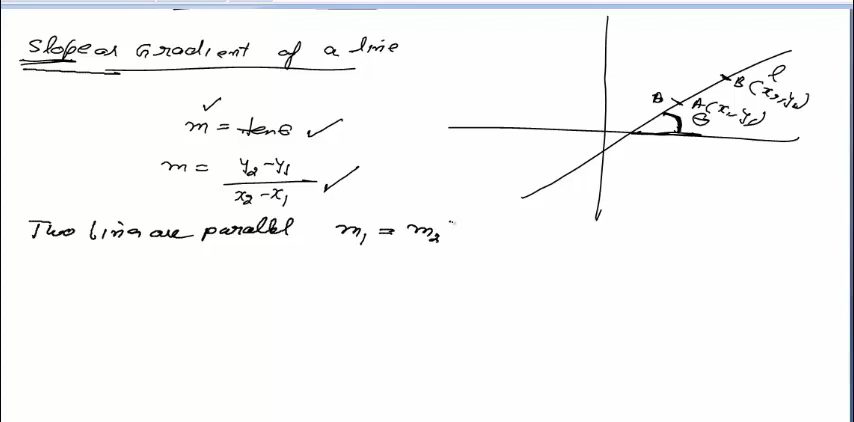 Slope or Gradient of a line
m = tanθ
m = y₂ - y₁ / x₂ - x₁
Two lines are parallel m₁ = m₂
l
B (x₂, y₂)
A (x₁, y₁)
θ